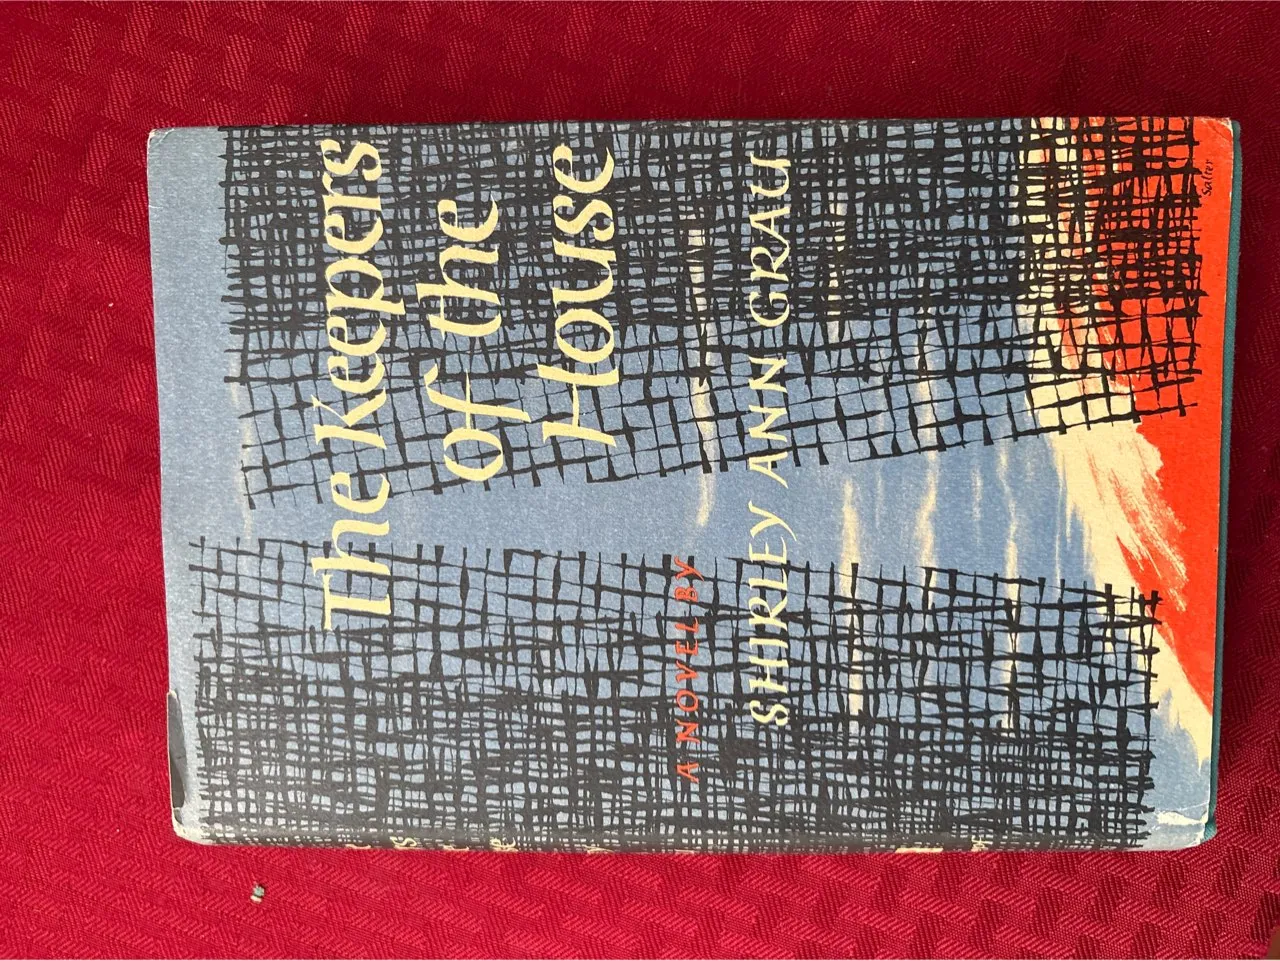 The Keepers
of the
House
A NOVEL BY
SHIRLEY ANN GRAU
Salter